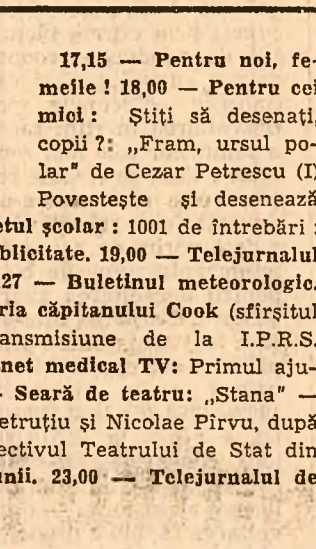 17,15 — Pentru noi, fe-
meile ! 18,00 — Pentru cei
mici : Știți să desenați,
copii ?: „Fram, ursul po-
lar" de Cezar Petrescu (I)
Povestește și desenează
etul școlar : 1001 de întrebări :
blicitate. 19,00 — Telejurnalul
27 — Buletinul meteorologic.
ria căpitanului Cook (sfîrșitul
ansmisiune de la I.P.R.S.
net medical TV: Primul aju-
- Seară de teatru: „Stana" —
etruțiu și Nicolae Pîrvu, după
ectivul Teatrului de Stat din
unii. 23,00 — Telejurnalul de